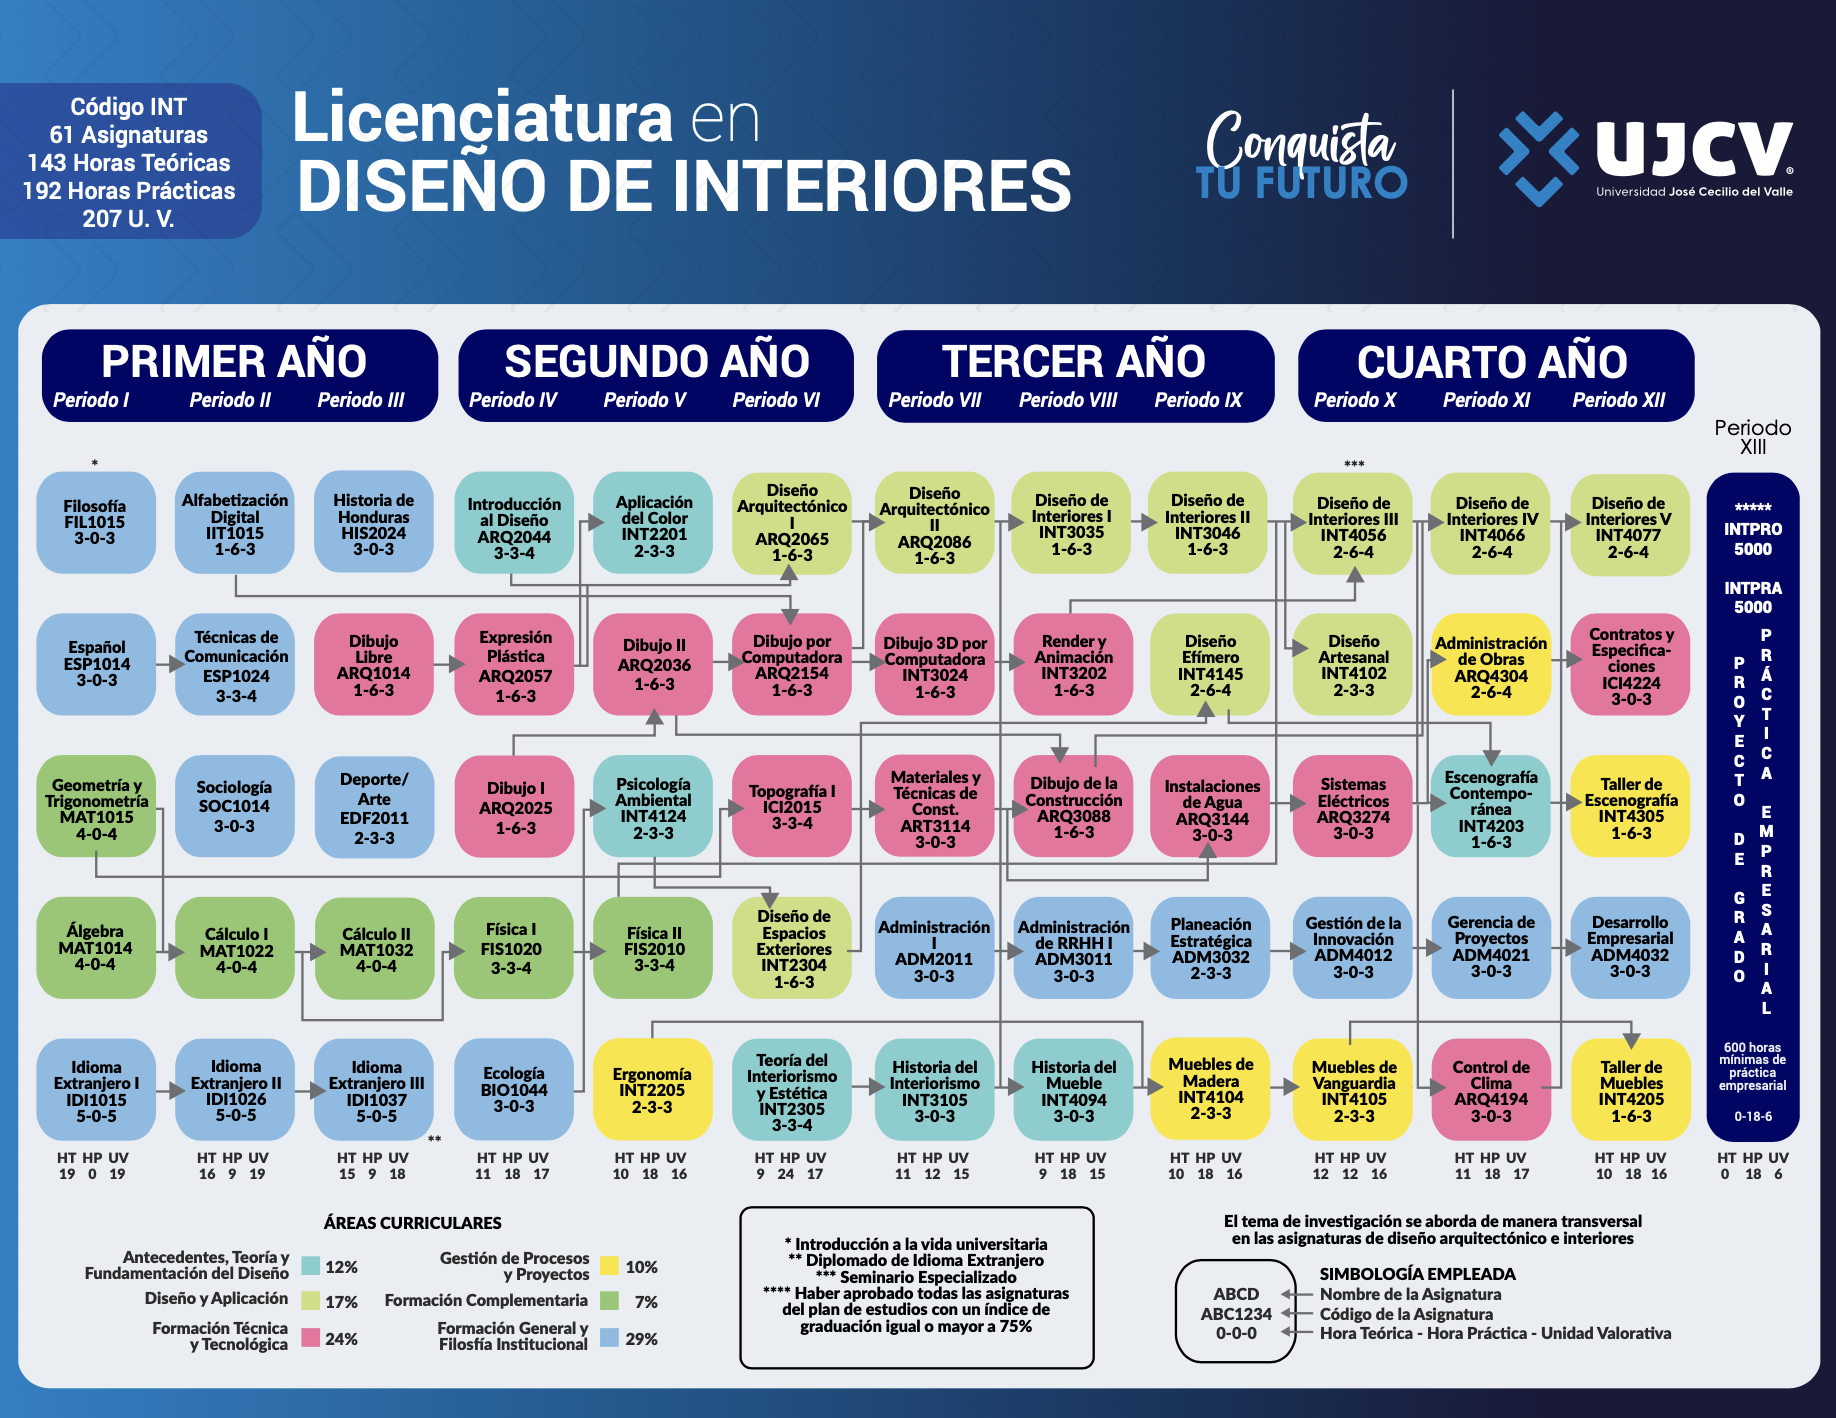 Código INT
61 Asignaturas
143 Horas Teóricas
192 Horas Prácticas
207 U. V.
Licenciatura en
DISEÑO DE INTERIORES
Conquista
TU FUTURO
UJCV®
Universidad José Cecilio del Valle
PRIMER AÑO
Periodo I Periodo II Periodo III
SEGUNDO AÑO
Periodo IV Periodo V Periodo VI
TERCER AÑO
Periodo VII Periodo VIII Periodo IX
CUARTO AÑO
Periodo X Periodo XI Periodo XII
Periodo
XIII
*
Filosofía
FIL1015
3-0-3
Alfabetización
Digital
IIT1015
1-6-3
Historia de
Honduras
HIS2024
3-0-3
Introducción
al Diseño
ARQ2044
3-3-4
Aplicación
del Color
INT2201
2-3-3
Diseño
Arquitectónico
I
ARQ2065
1-6-3
Diseño
Arquitectónico
II
ARQ2086
1-6-3
Diseño de
Interiores I
INT3035
1-6-3
Diseño de
Interiores II
INT3046
1-6-3
***
Diseño de
Interiores III
INT4056
2-6-4
Diseño de
Interiores IV
INT4066
2-6-4
Diseño de
Interiores V
INT4077
2-6-4
Español
ESP1014
3-0-3
Técnicas de
Comunicación
ESP1024
3-3-4
Dibujo
Libre
ARQ1014
1-6-3
Expresión
Plástica
ARQ2057
1-6-3
Dibujo II
ARQ2036
1-6-3
Dibujo por
Computadora
ARQ2154
1-6-3
Dibujo 3D por
Computadora
INT3024
1-6-3
Render y
Animación
INT3202
1-6-3
Diseño
Efímero
INT4145
2-6-4
Diseño
Artesanal
INT4102
2-3-3
Administración
de Obras
ARQ4304
2-6-4
Contratos y
Especifica-
ciones
ICI4224
3-0-3
Geometría y
Trigonometría
MAT1015
4-0-4
Sociología
SOC1014
3-0-3
Deporte/
Arte
EDF2011
2-3-3
Dibujo I
ARQ2025
1-6-3
Psicología
Ambiental
INT4124
2-3-3
Topografía I
ICI2015
3-3-4
Materiales y
Técnicas de
Const.
ART3114
3-0-3
Dibujo de la
Construcción
ARQ3088
1-6-3
Instalaciones
de Agua
ARQ3144
3-0-3
Sistemas
Eléctricos
ARQ3274
3-0-3
Escenografía
Contempo-
ránea
INT4203
1-6-3
Taller de
Escenografía
INT4305
1-6-3
Álgebra
MAT1014
4-0-4
Cálculo I
MAT1022
4-0-4
Cálculo II
MAT1032
4-0-4
Física I
FIS1020
3-3-4
Física II
FIS2010
3-3-4
Diseño de
Espacios
Exteriores
INT2304
1-6-3
Administración
I
ADM2011
3-0-3
Administración
de RRHH I
ADM3011
3-0-3
Planeación
Estratégica
ADM3032
2-3-3
Gestión de la
Innovación
ADM4012
3-0-3
Gerencia de
Proyectos
ADM4021
3-0-3
Desarrollo
Empresarial
ADM4032
3-0-3
Idioma
Extranjero I
IDI1015
5-0-5
Idioma
Extranjero II
IDI1026
5-0-5
Idioma
Extranjero III
IDI1037
5-0-5
**
Ecología
BIO1044
3-0-3
Ergonomía
INT2205
2-3-3
Teoría del
Interiorismo
y Estética
INT2305
3-3-4
Historia del
Interiorismo
INT3105
3-0-3
Historia del
Mueble
INT4094
3-0-3
Muebles de
Madera
INT4104
2-3-3
Muebles de
Vanguardia
INT4105
2-3-3
Control de
Clima
ARQ4194
3-0-3
Taller de
Muebles
INT4205
1-6-3
*****
INTPRO
5000
INTPRA
5000
PROYECTO DE GRADO
PRÁCTICA EMPRESARIAL
600 horas
mínimas de
práctica
empresarial
0-18-6
HT HP UV
19 0 19
HT HP UV
16 9 19
HT HP UV
15 9 18
HT HP UV
11 18 17
HT HP UV
10 18 16
HT HP UV
9 24 17
HT HP UV
11 12 15
HT HP UV
9 18 15
HT HP UV
10 18 16
HT HP UV
12 12 16
HT HP UV
11 18 17
HT HP UV
10 18 16
HT HP UV
0 18 6
ÁREAS CURRICULARES
Antecedentes, Teoría y
Fundamentación del Diseño 12%
Diseño y Aplicación 17%
Formación Técnica
y Tecnológica 24%
Gestión de Procesos
y Proyectos 10%
Formación Complementaria 7%
Formación General y
Filosfía Institucional 29%
* Introducción a la vida universitaria
** Diplomado de Idioma Extranjero
*** Seminario Especializado
**** Haber aprobado todas las asignaturas
del plan de estudios con un índice de
graduación igual o mayor a 75%
El tema de investigación se aborda de manera transversal
en las asignaturas de diseño arquitectónico e interiores
SIMBOLOGÍA EMPLEADA
ABCD Nombre de la Asignatura
ABC1234 Código de la Asignatura
0-0-0 Hora Teórica - Hora Práctica - Unidad Valorativa